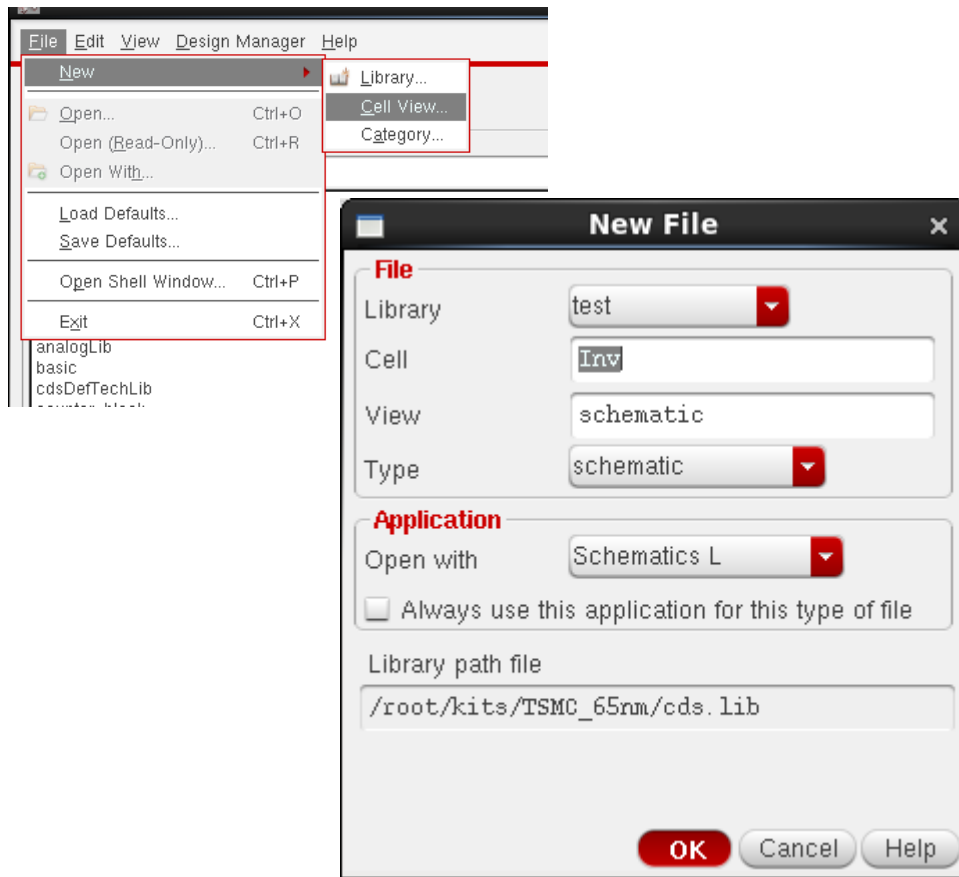 File Edit View Design Manager Help
New
Library...
Cell View...
Category...
Open... Ctrl+O
Open (Read-Only)... Ctrl+R
Open With...
Load Defaults...
Save Defaults...
Open Shell Window... Ctrl+P
Exit Ctrl+X
analogLib
basic
cdsDefTechLib
New File
File
Library test
Cell Inv
View schematic
Type schematic
Application
Open with Schematics L
Always use this application for this type of file
Library path file
/root/kits/TSMC_65nm/cds.lib
OK Cancel Help